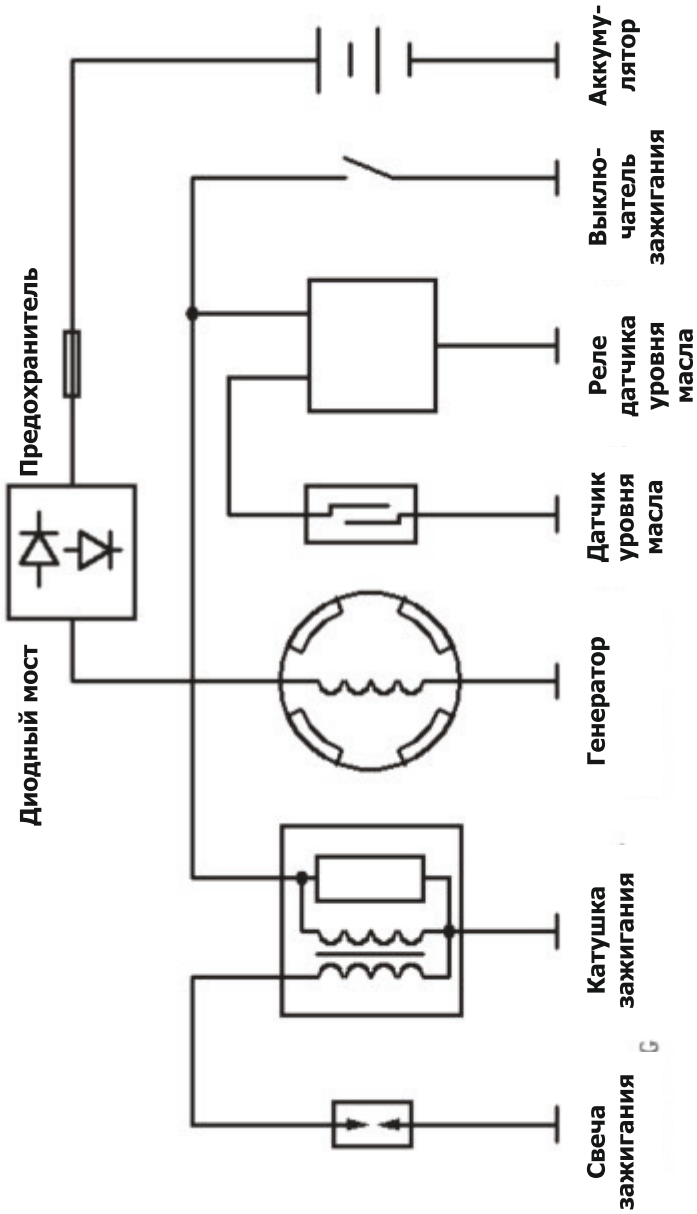 Диодный мост
Предохранитель
Свеча
зажигания
Катушка
зажигания
Генератор
Датчик
уровня
масла
Реле
датчика
уровня
масла
Выклю-
чатель
зажигания
Аккуму-
лятор
G